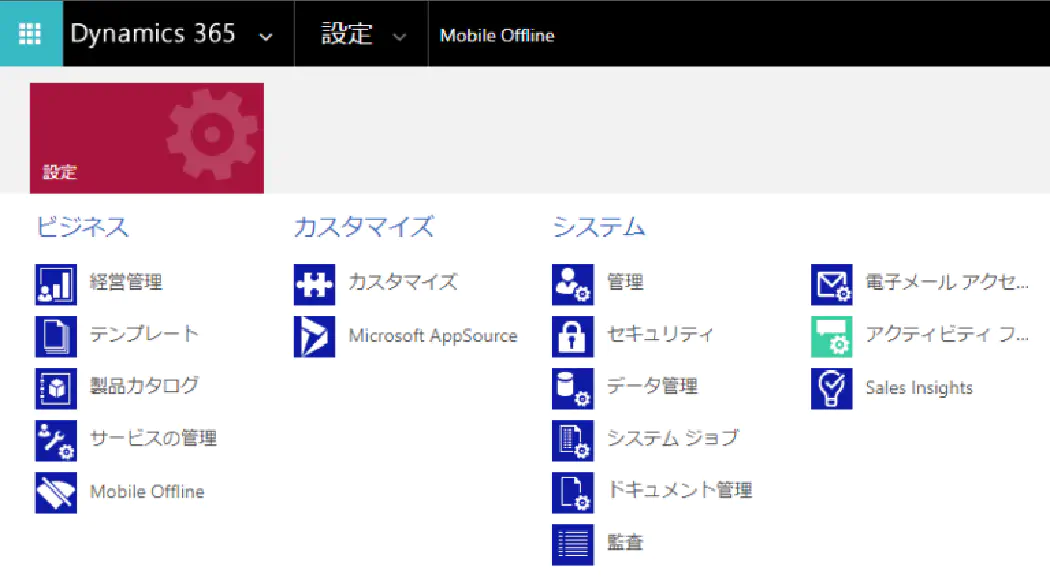 Dynamics 365
設定
Mobile Offline
設定
ビジネス
経営管理
テンプレート
製品カタログ
サービスの管理
Mobile Offline
カスタマイズ
カスタマイズ
Microsoft AppSource
システム
管理
セキュリティ
データ管理
システム ジョブ
ドキュメント管理
監査
電子メール アクセ...
アクティビティ フ...
Sales Insights